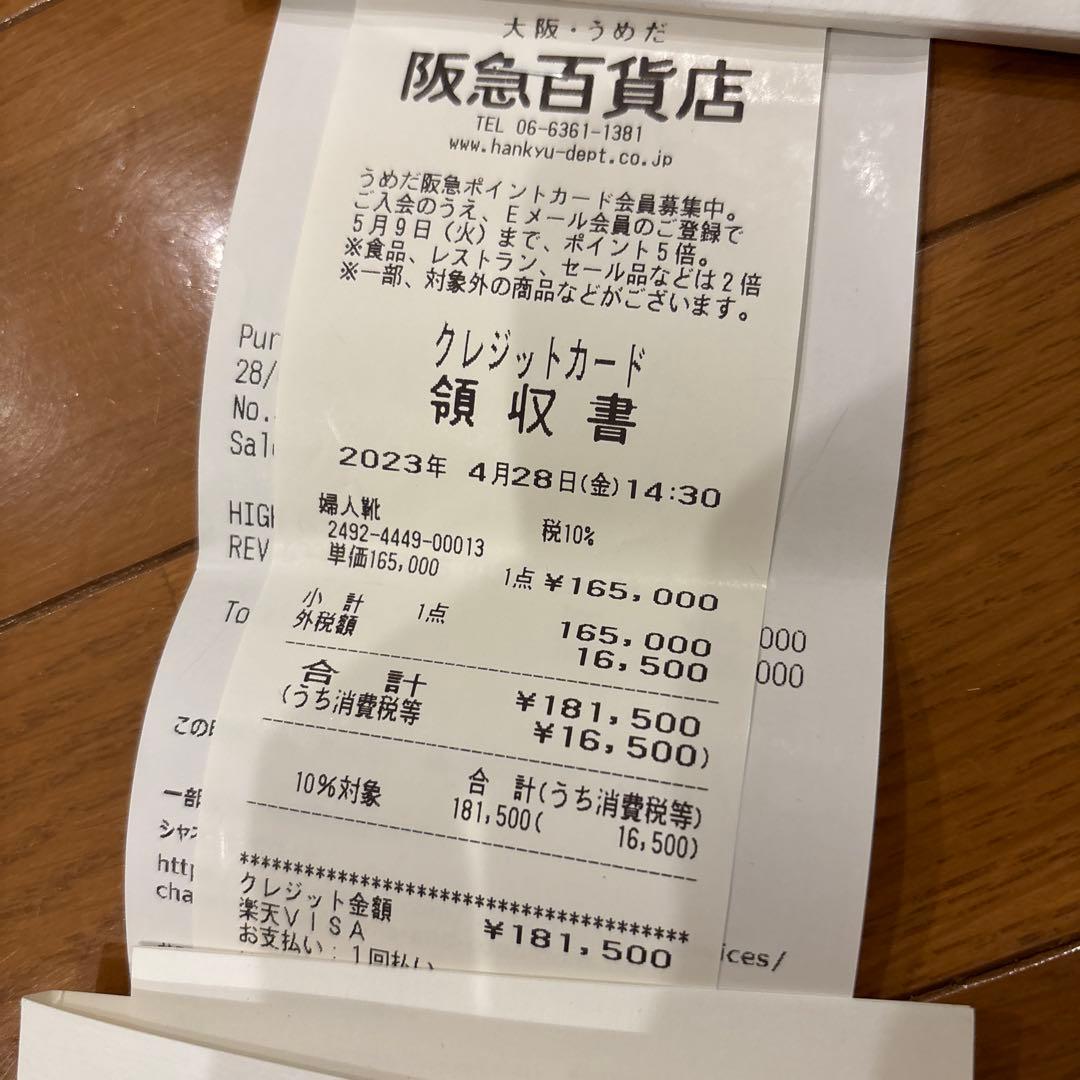 大阪・うめだ
阪急百貨店
TEL 06-6361-1381
www.hankyu-dept.co.jp
うめだ阪急ポイントカード会員募集中。
ご入会のうえ、Eメール会員のご登録で
5月9日(火)まで、ポイント5倍。
※食品、レストラン、セール品などは2倍
※一部、対象外の商品などがございます。
クレジットカード
領収書
2023年 4月28日(金)14:30
婦人靴 税10%
2492-4449-00013
単価165,000 1点 ¥165,000
小 計 1点 165,000
外税額 16,500
合 計 ¥181,500
(うち消費税等 ¥16,500)
10%対象 合 計(うち消費税等)
181,500( 16,500)
****************************************
クレジット金額
楽天VISA ¥181,500
お支払い:1回払い
Pur
28/
No.
Sale
HIGH
REV
To
000
000
この
一部
シャネ
http
cha
ices/